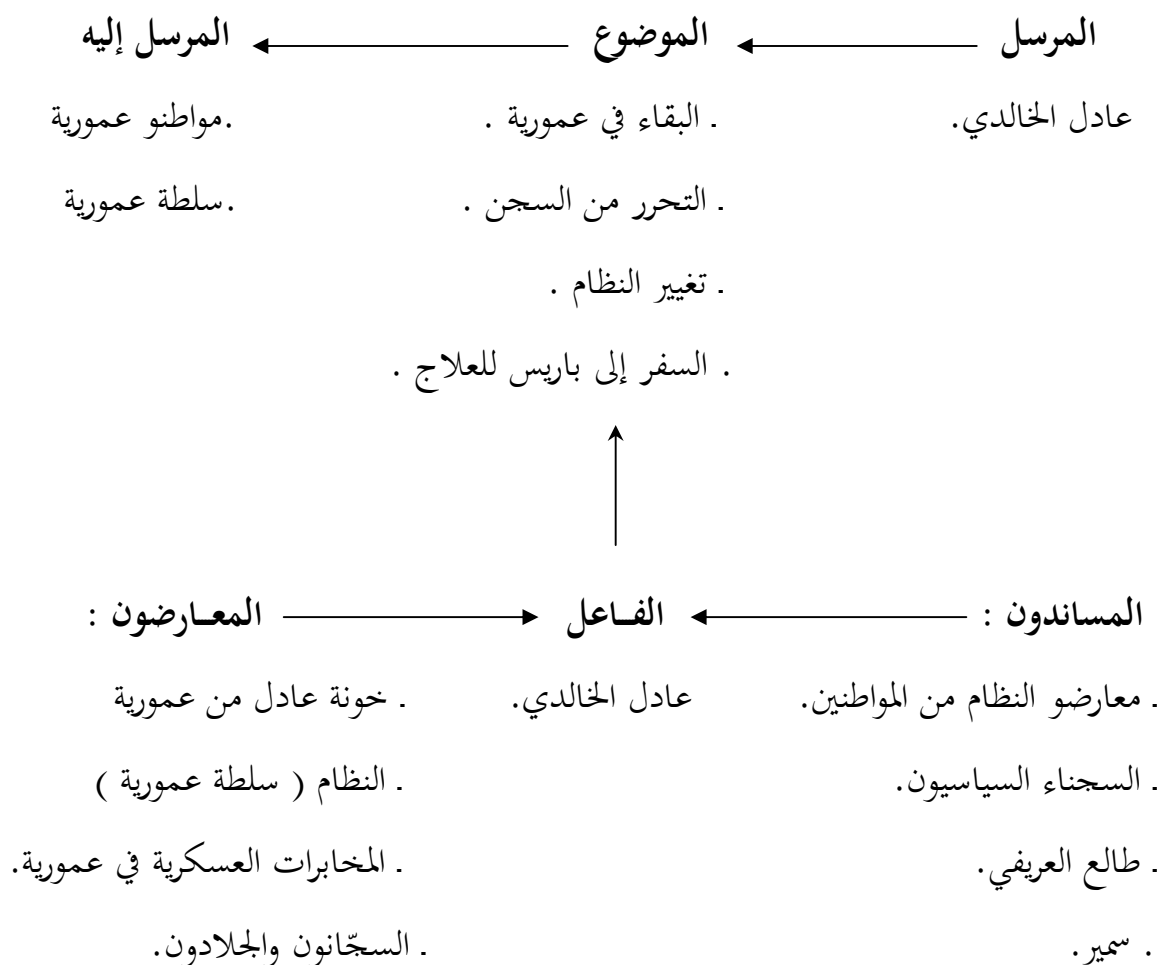 المرسل الموضوع المرسل إليه
عادل الخالدي. ـ البقاء في عمورية . .مواطنو عمورية
ـ التحرر من السجن . .سلطة عمورية
ـ تغيير النظام .
. السفر إلى باريس للعلاج .
المساندون : الفـاعل المعـارضون :
ـ معارضو النظام من المواطنين. عادل الخالدي. ـ خونة عادل من عمورية
ـ السجناء السياسيون. ـ النظام ( سلطة عمورية )
ـ طالع العريفي. ـ المخابرات العسكرية في عمورية.
. سمير. ـ السجّانون والجلادون.